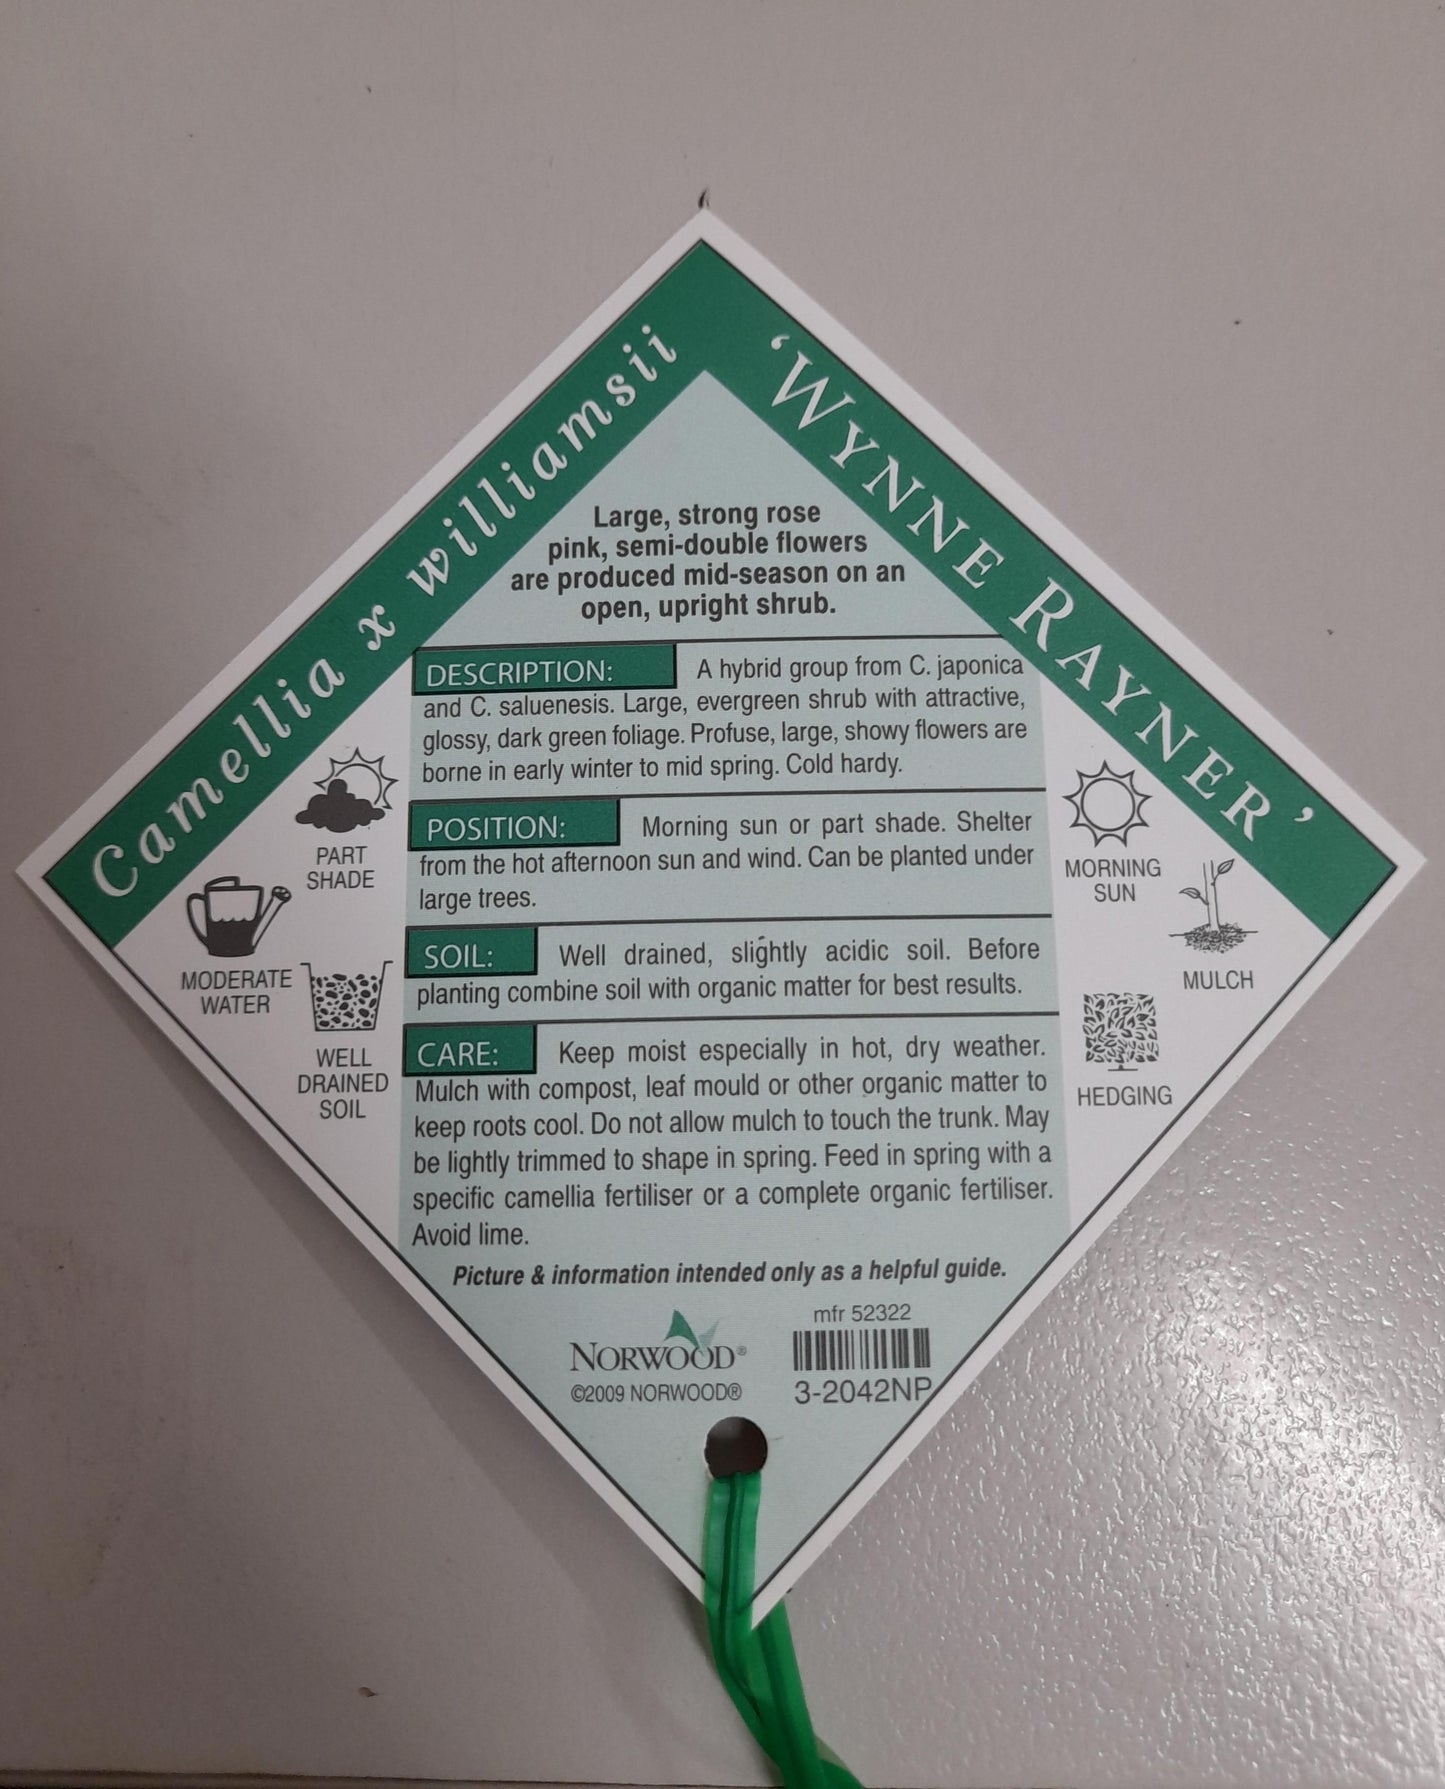 Camellia x williamsii
‘WYNNE RAYNER’
Large, strong rose
pink, semi-double flowers
are produced mid-season on an
open, upright shrub.
DESCRIPTION: A hybrid group from C. japonica
and C. saluenesis. Large, evergreen shrub with attractive,
glossy, dark green foliage. Profuse, large, showy flowers are
borne in early winter to mid spring. Cold hardy.
POSITION: Morning sun or part shade. Shelter
from the hot afternoon sun and wind. Can be planted under
large trees.
SOIL: Well drained, slightly acidic soil. Before
planting combine soil with organic matter for best results.
CARE: Keep moist especially in hot, dry weather.
Mulch with compost, leaf mould or other organic matter to
keep roots cool. Do not allow mulch to touch the trunk. May
be lightly trimmed to shape in spring. Feed in spring with a
specific camellia fertiliser or a complete organic fertiliser.
Avoid lime.
PART
SHADE
MODERATE
WATER
WELL
DRAINED
SOIL
MORNING
SUN
MULCH
HEDGING
Picture & information intended only as a helpful guide.
NORWOOD®
©2009 NORWOOD®
mfr 52322
3-2042NP